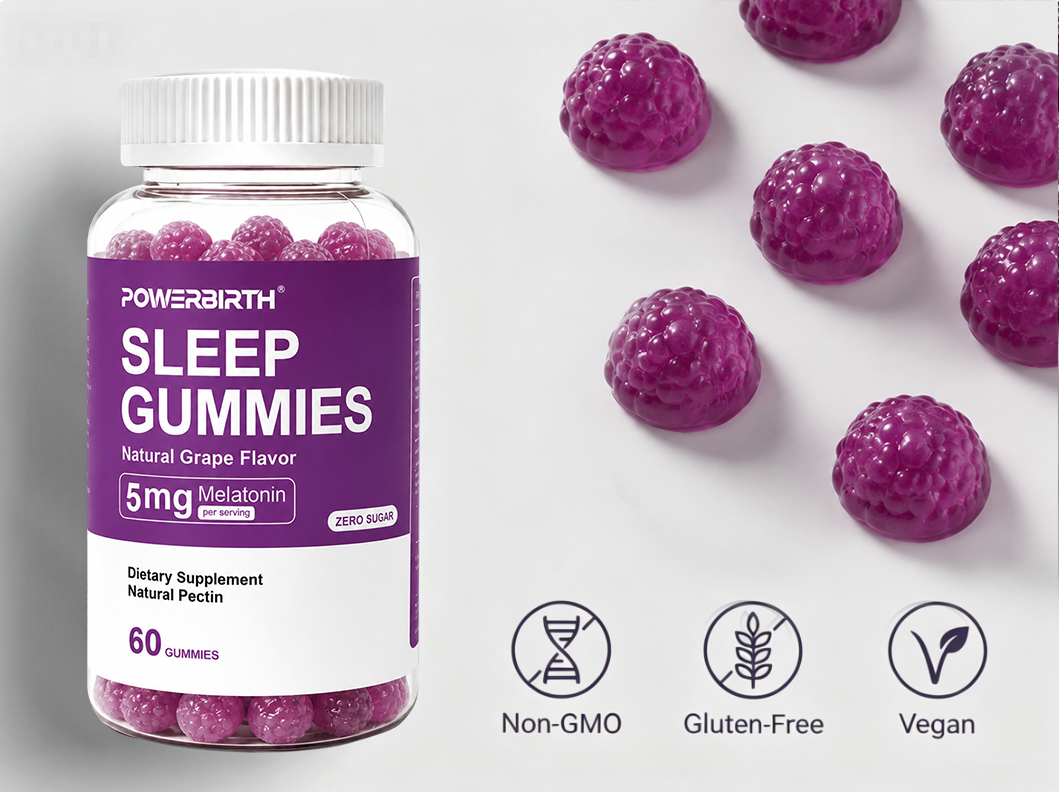 POWERBIRTH®
SLEEP
GUMMIES
Natural Grape Flavor
5mg Melatonin
per serving
ZERO SUGAR
Dietary Supplement
Natural Pectin
60 GUMMIES
Non-GMO
Gluten-Free
Vegan